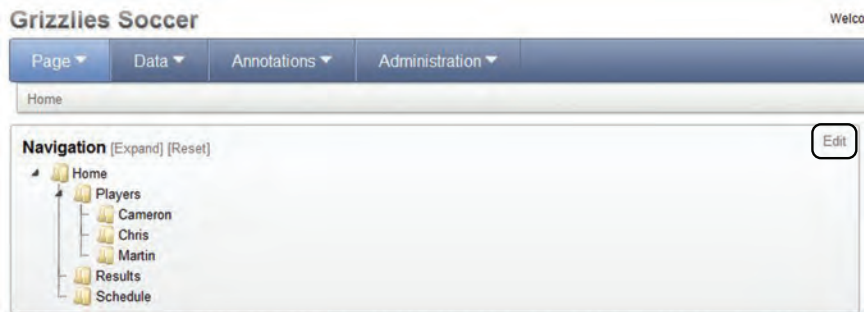 Grizzlies Soccer
Welco
Page Data Annotations Administration
Home
Navigation [Expand] [Reset]
Edit
Home
Players
Cameron
Chris
Martin
Results
Schedule